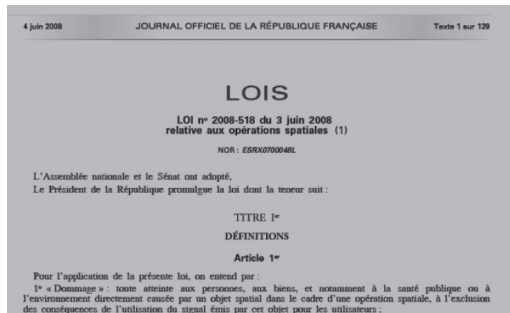 4 juin 2008 JOURNAL OFFICIEL DE LA RÉPUBLIQUE FRANÇAISE Texte 1 sur 129
LOIS
LOI nº 2008-518 du 3 juin 2008
relative aux opérations spatiales (1)
NOR : ESRX0700048L
L'Assemblée nationale et le Sénat ont adopté,
Le Président de la République promulgue la loi dont la teneur suit :
TITRE Ier
DÉFINITIONS
Article 1er
Pour l'application de la présente loi, on entend par :
1º « Dommage » : toute atteinte aux personnes, aux biens, et notamment à la santé publique ou à
l'environnement directement causée par un objet spatial dans le cadre d'une opération spatiale, à l'exclusion
des conséquences de l'utilisation du signal émis par cet objet pour les utilisateurs ;